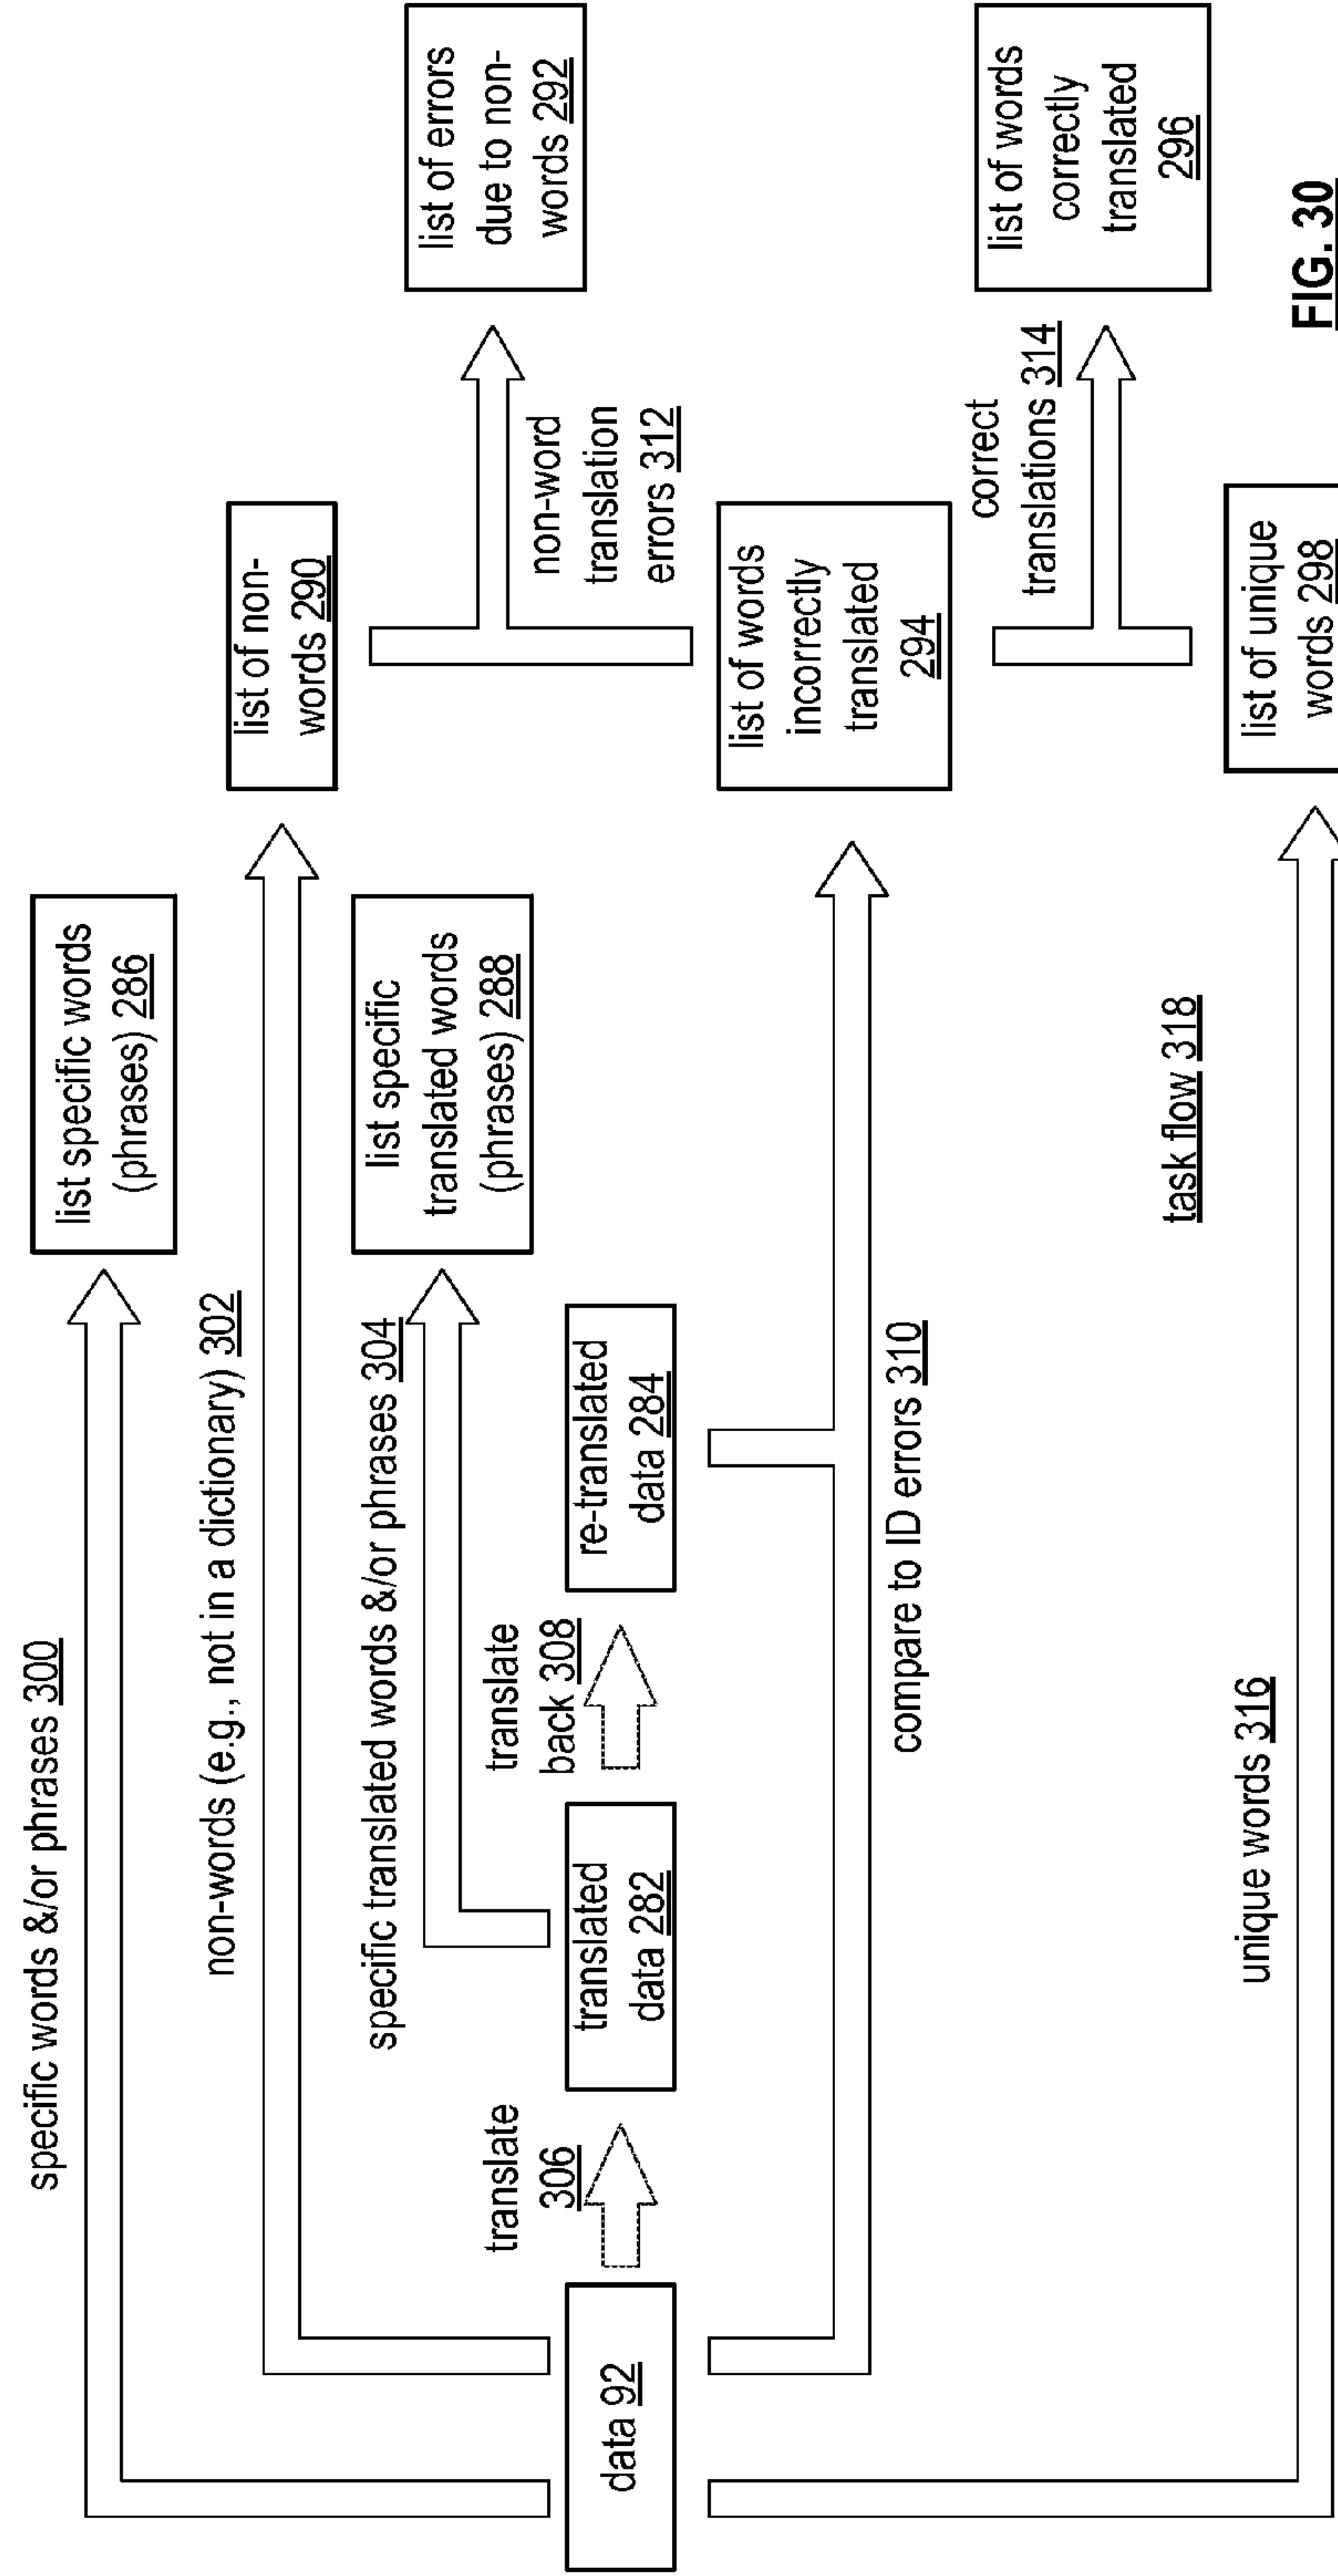 specific words &/or phrases 300
list specific words
(phrases) 286
non-words (e.g., not in a dictionary) 302
list of non-
words 290
specific translated words &/or phrases 304
list specific
translated words
(phrases) 288
list of errors
due to non-
words 292
non-word
translation
errors 312
data 92
translate
306
translated
data 282
translate
back 308
re-translated
data 284
list of words
incorrectly
translated
294
compare to ID errors 310
correct
translations 314
list of words
correctly
translated
296
task flow 318
unique words 316
list of unique
words 298
FIG. 30